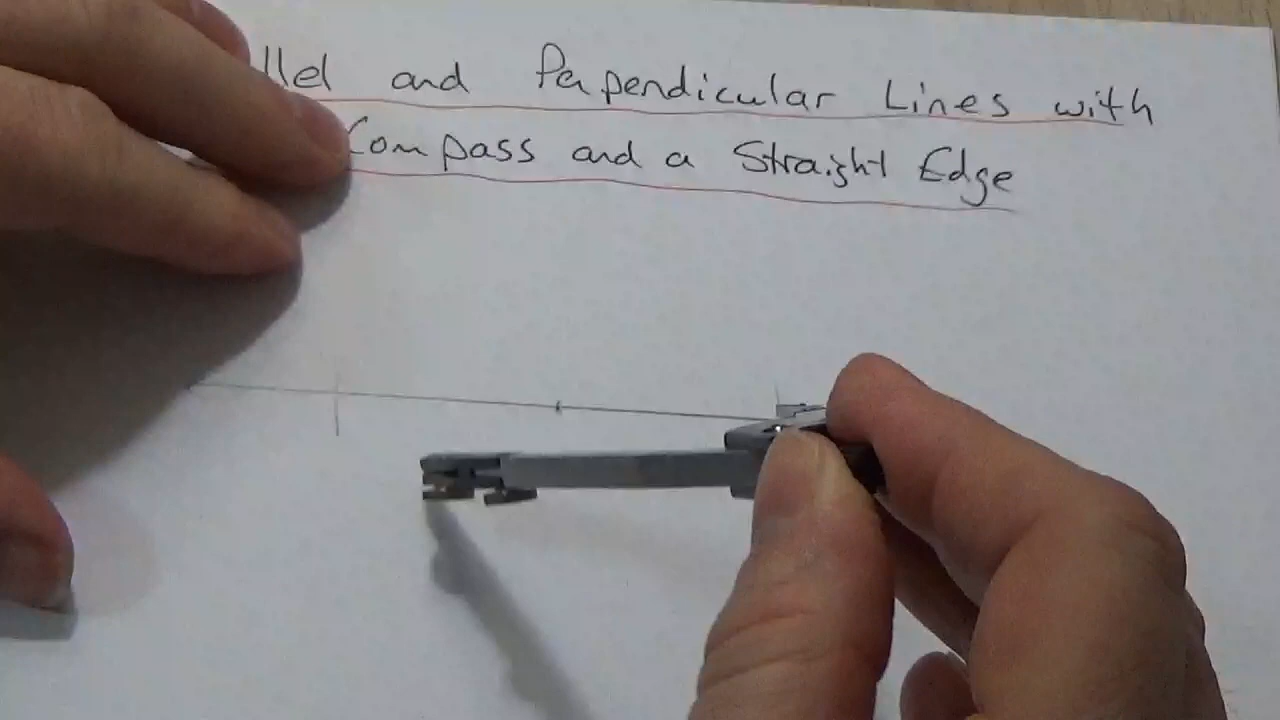 llel and Perpendicular Lines with
Compass and a Straight Edge